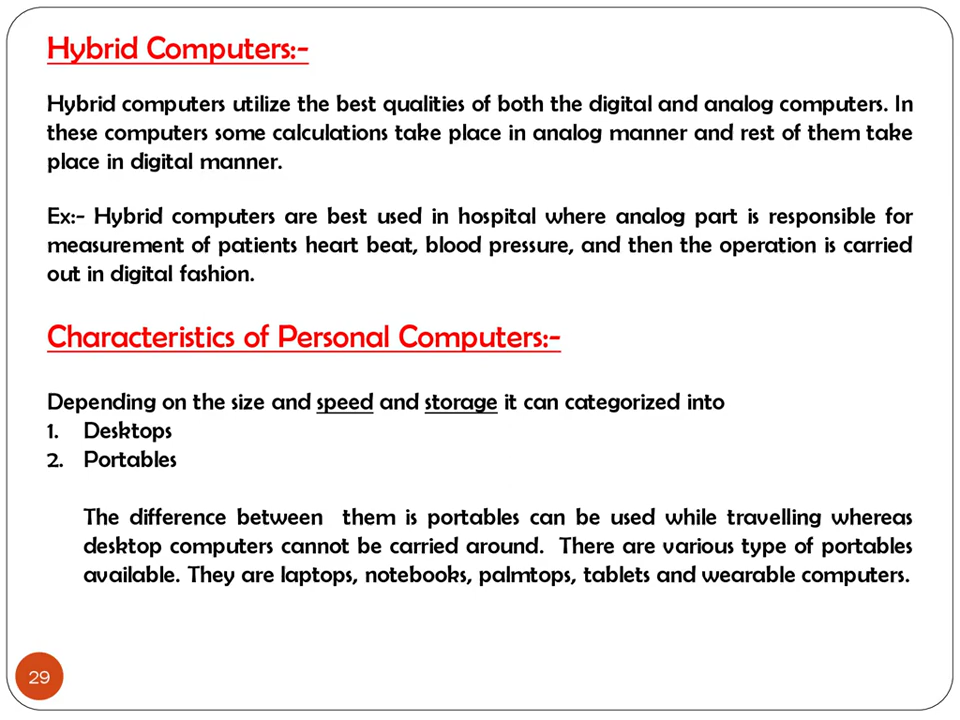 Hybrid Computers:-
Hybrid computers utilize the best qualities of both the digital and analog computers. In
these computers some calculations take place in analog manner and rest of them take
place in digital manner.
Ex:- Hybrid computers are best used in hospital where analog part is responsible for
measurement of patients heart beat, blood pressure, and then the operation is carried
out in digital fashion.
Characteristics of Personal Computers:-
Depending on the size and speed and storage it can categorized into
1. Desktops
2. Portables
The difference between them is portables can be used while travelling whereas
desktop computers cannot be carried around. There are various type of portables
available. They are laptops, notebooks, palmtops, tablets and wearable computers.
29